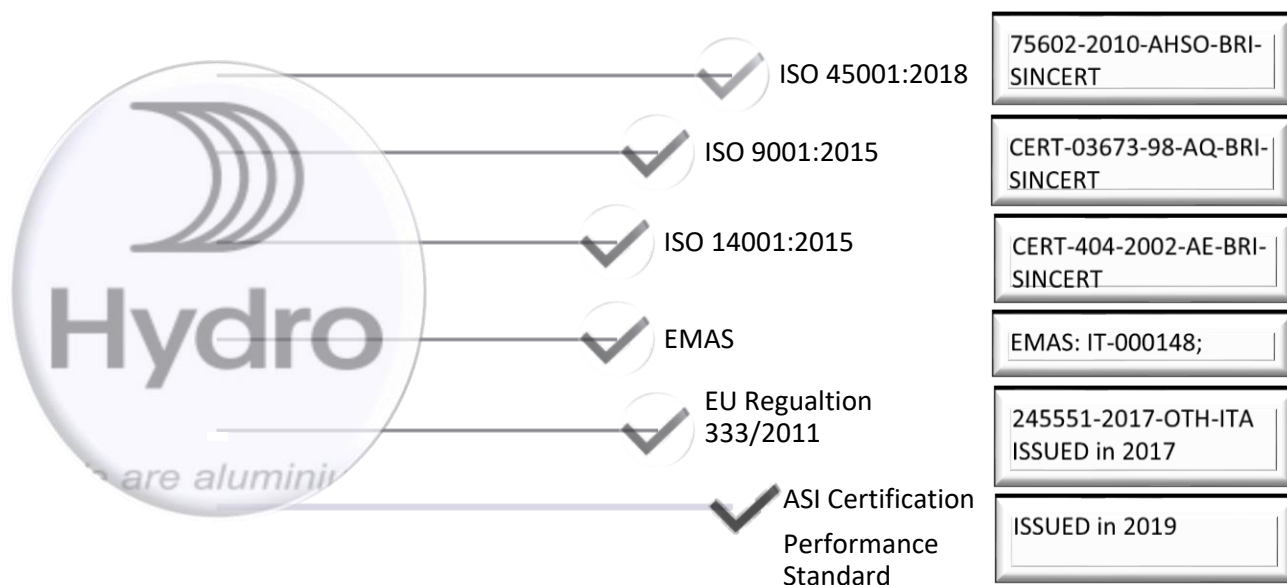 ISO 45001:2018
75602-2010-AHSO-BRI-
SINCERT
ISO 9001:2015
CERT-03673-98-AQ-BRI-
SINCERT
ISO 14001:2015
CERT-404-2002-AE-BRI-
SINCERT
Hydro
EMAS
EMAS: IT-000148;
EU Regualtion
333/2011
245551-2017-OTH-ITA
ISSUED in 2017
are
ASI Certification
Performance
Standard
ISSUED in 2019